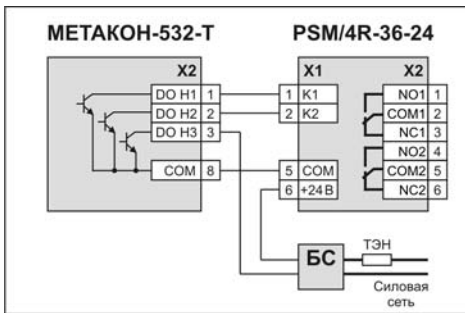 МЕТАКОН-532-Т PSM/4R-36-24
X2 X1 X2
DO H1 1 1 K1 NO1 1
DO H2 2 2 K2 COM1 2
DO H3 3 NC1 3
NO2 4
COM 8 5 COM COM2 5
6 +24 В NC2 6
БС ТЭН
Силовая
сеть